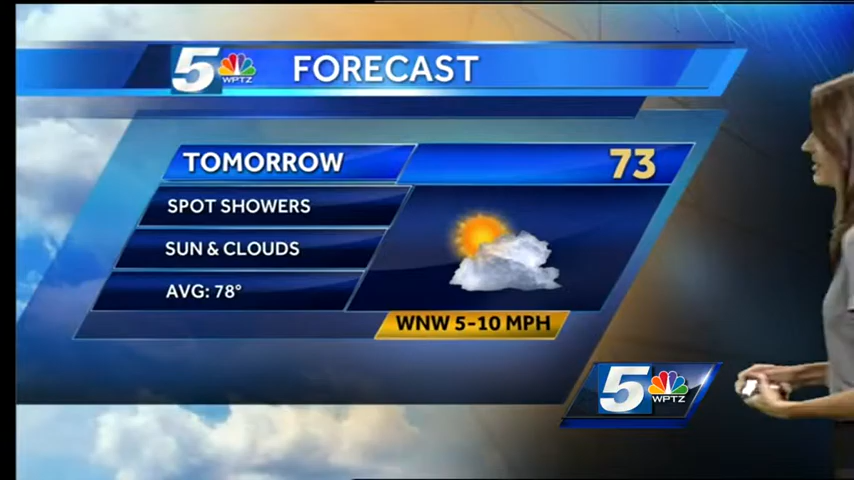 5 WPTZ FORECAST
TOMORROW 73
SPOT SHOWERS
SUN & CLOUDS
AVG: 78°
WNW 5-10 MPH
5 WPTZ